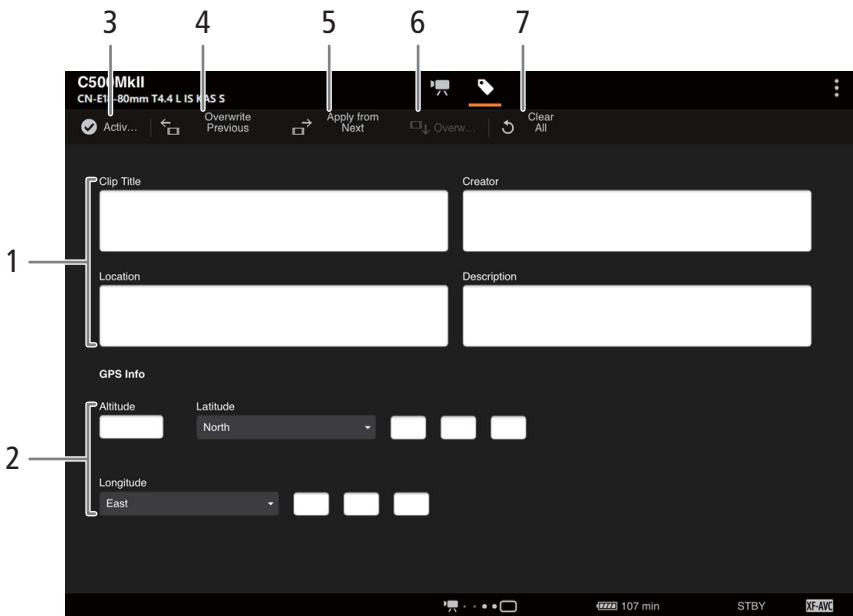 3 4 5 6 7
C500MkII
CN-E18-80mm T4.4 L IS KAS S
Activ... Overwrite Previous Apply from Next Overw... Clear All
1
Clip Title Creator
Location Description
GPS Info
2
Altitude Latitude
North
Longitude
East
107 min STBY XF-AVC